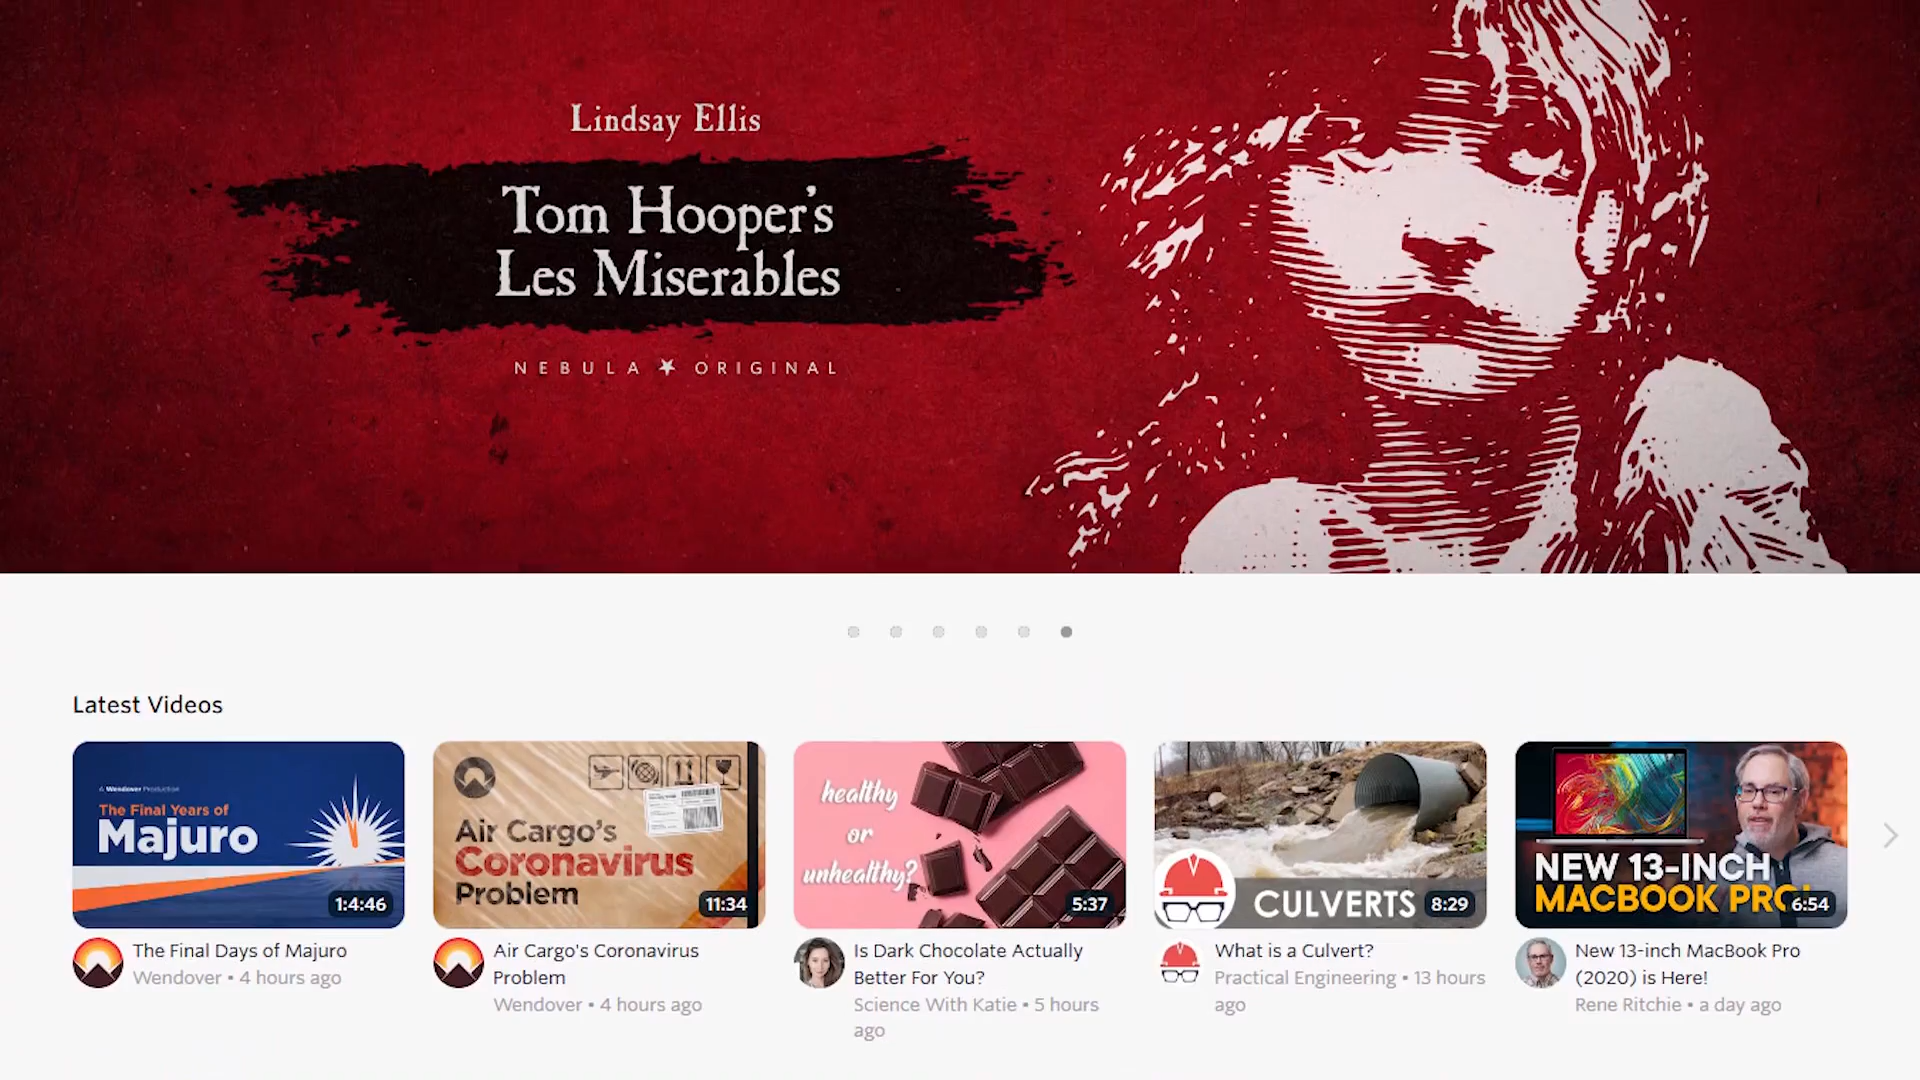 Lindsay Ellis
Tom Hooper's
Les Miserables
NEBULA ORIGINAL
Latest Videos
A Wendover Production
The Final Years of
Majuro
1:4:46
The Final Days of Majuro
Wendover • 4 hours ago
Air Cargo's
Coronavirus
Problem
11:34
Air Cargo's Coronavirus
Problem
Wendover • 4 hours ago
healthy
or
unhealthy?
5:37
Is Dark Chocolate Actually
Better For You?
Science With Katie • 5 hours
ago
CULVERTS
8:29
What is a Culvert?
Practical Engineering • 13 hours
ago
NEW 13-INCH
MACBOOK PRO!
6:54
New 13-inch MacBook Pro
(2020) is Here!
Rene Ritchie • a day ago